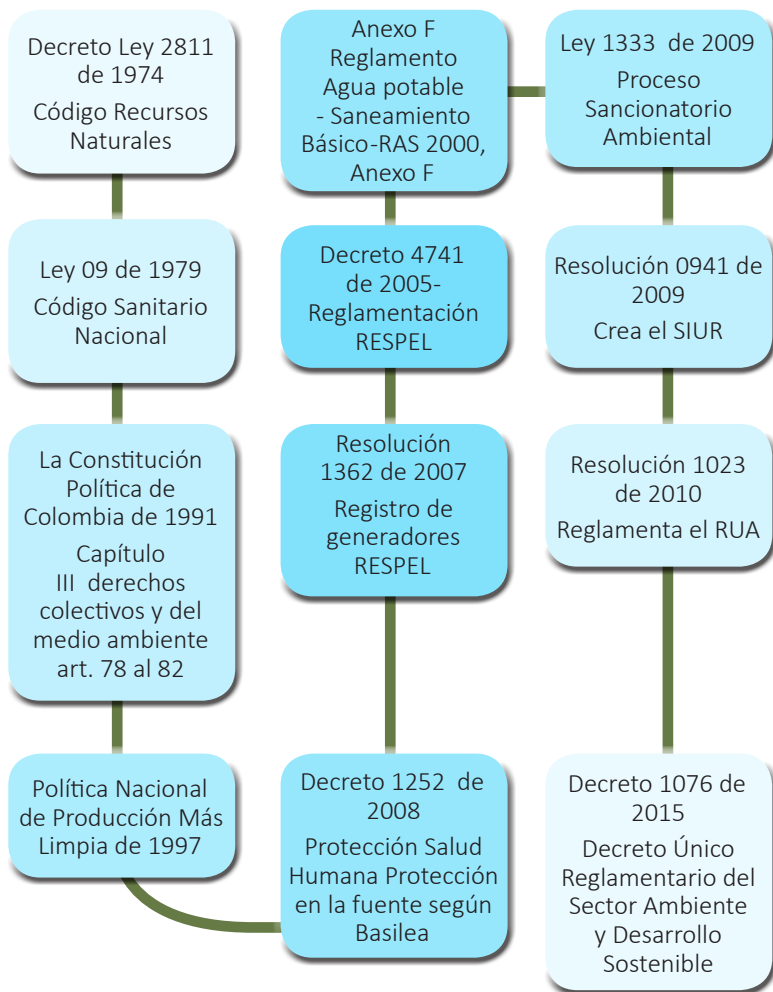 Decreto Ley 2811
de 1974
Código Recursos
Naturales
Ley 09 de 1979
Código Sanitario
Nacional
La Constitución
Política de
Colombia de 1991
Capítulo
III derechos
colectivos y del
medio ambiente
art. 78 al 82
Política Nacional
de Producción Más
Limpia de 1997
Decreto 1252 de
2008
Protección Salud
Humana Protección
en la fuente según
Basilea
Resolución
1362 de 2007
Registro de
generadores
RESPEL
Decreto 4741
de 2005-
Reglamentación
RESPEL
Anexo F
Reglamento
Agua potable
- Saneamiento
Básico-RAS 2000,
Anexo F
Ley 1333 de 2009
Proceso
Sancionatorio
Ambiental
Resolución 0941 de
2009
Crea el SIUR
Resolución 1023
de 2010
Reglamenta el RUA
Decreto 1076 de
2015
Decreto Único
Reglamentario del
Sector Ambiente
y Desarrollo
Sostenible